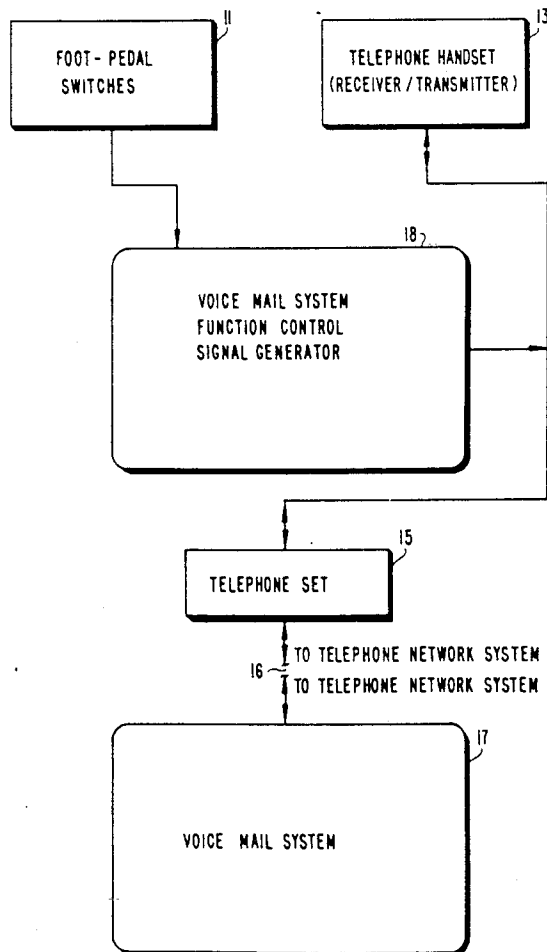 11
FOOT-PEDAL
SWITCHES
13
TELEPHONE HANDSET
(RECEIVER/TRANSMITTER)
18
VOICE MAIL SYSTEM
FUNCTION CONTROL
SIGNAL GENERATOR
15
TELEPHONE SET
TO TELEPHONE NETWORK SYSTEM
16
TO TELEPHONE NETWORK SYSTEM
17
VOICE MAIL SYSTEM